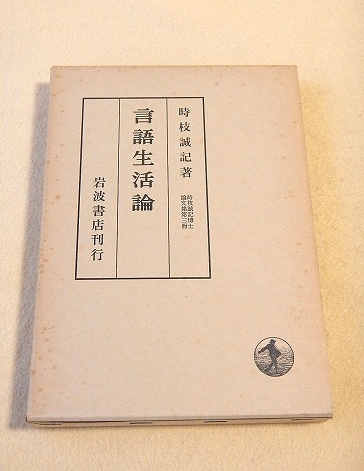 時枝誠記著
時枝誠記博士
論文集第三冊
言語生活論
岩波書店刊行